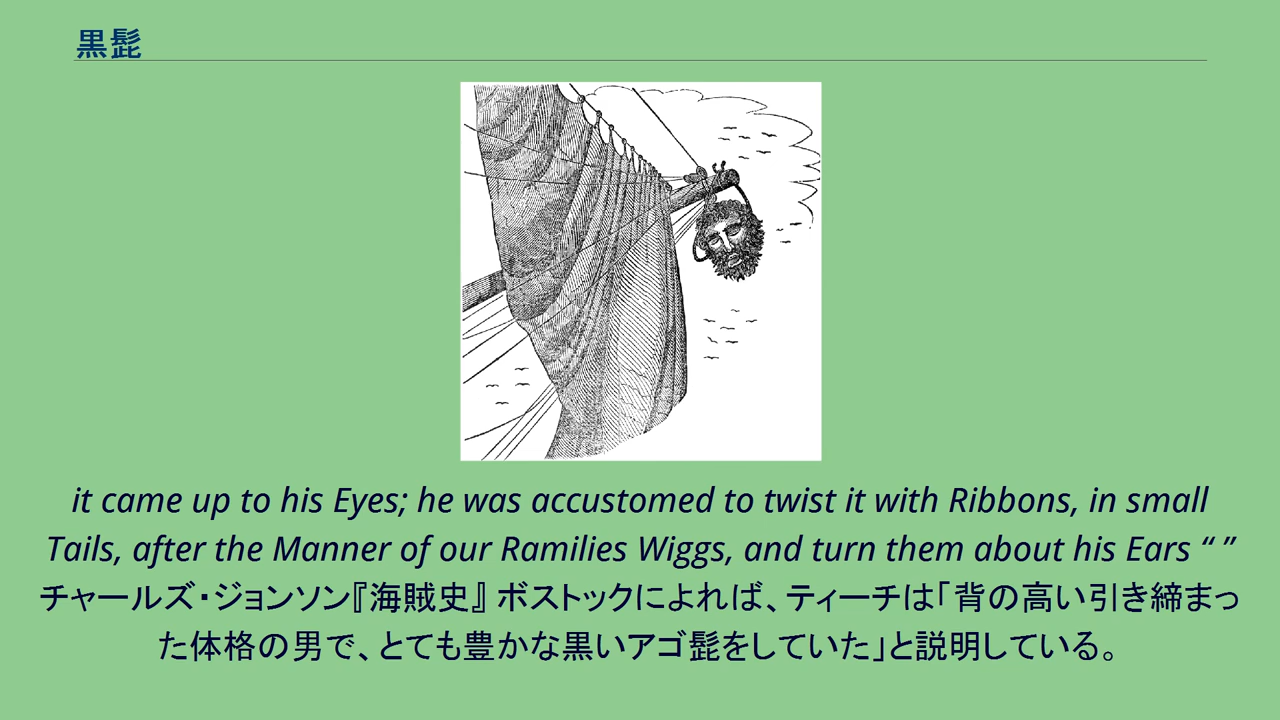 黒髭
it came up to his Eyes; he was accustomed to twist it with Ribbons, in small
Tails, after the Manner of our Ramilies Wiggs, and turn them about his Ears “ ”
チャールズ・ジョンソン『海賊史』 ボストックによれば、ティーチは「背の高い引き締まっ
た体格の男で、とても豊かな黒いアゴ髭をしていた」と説明している。